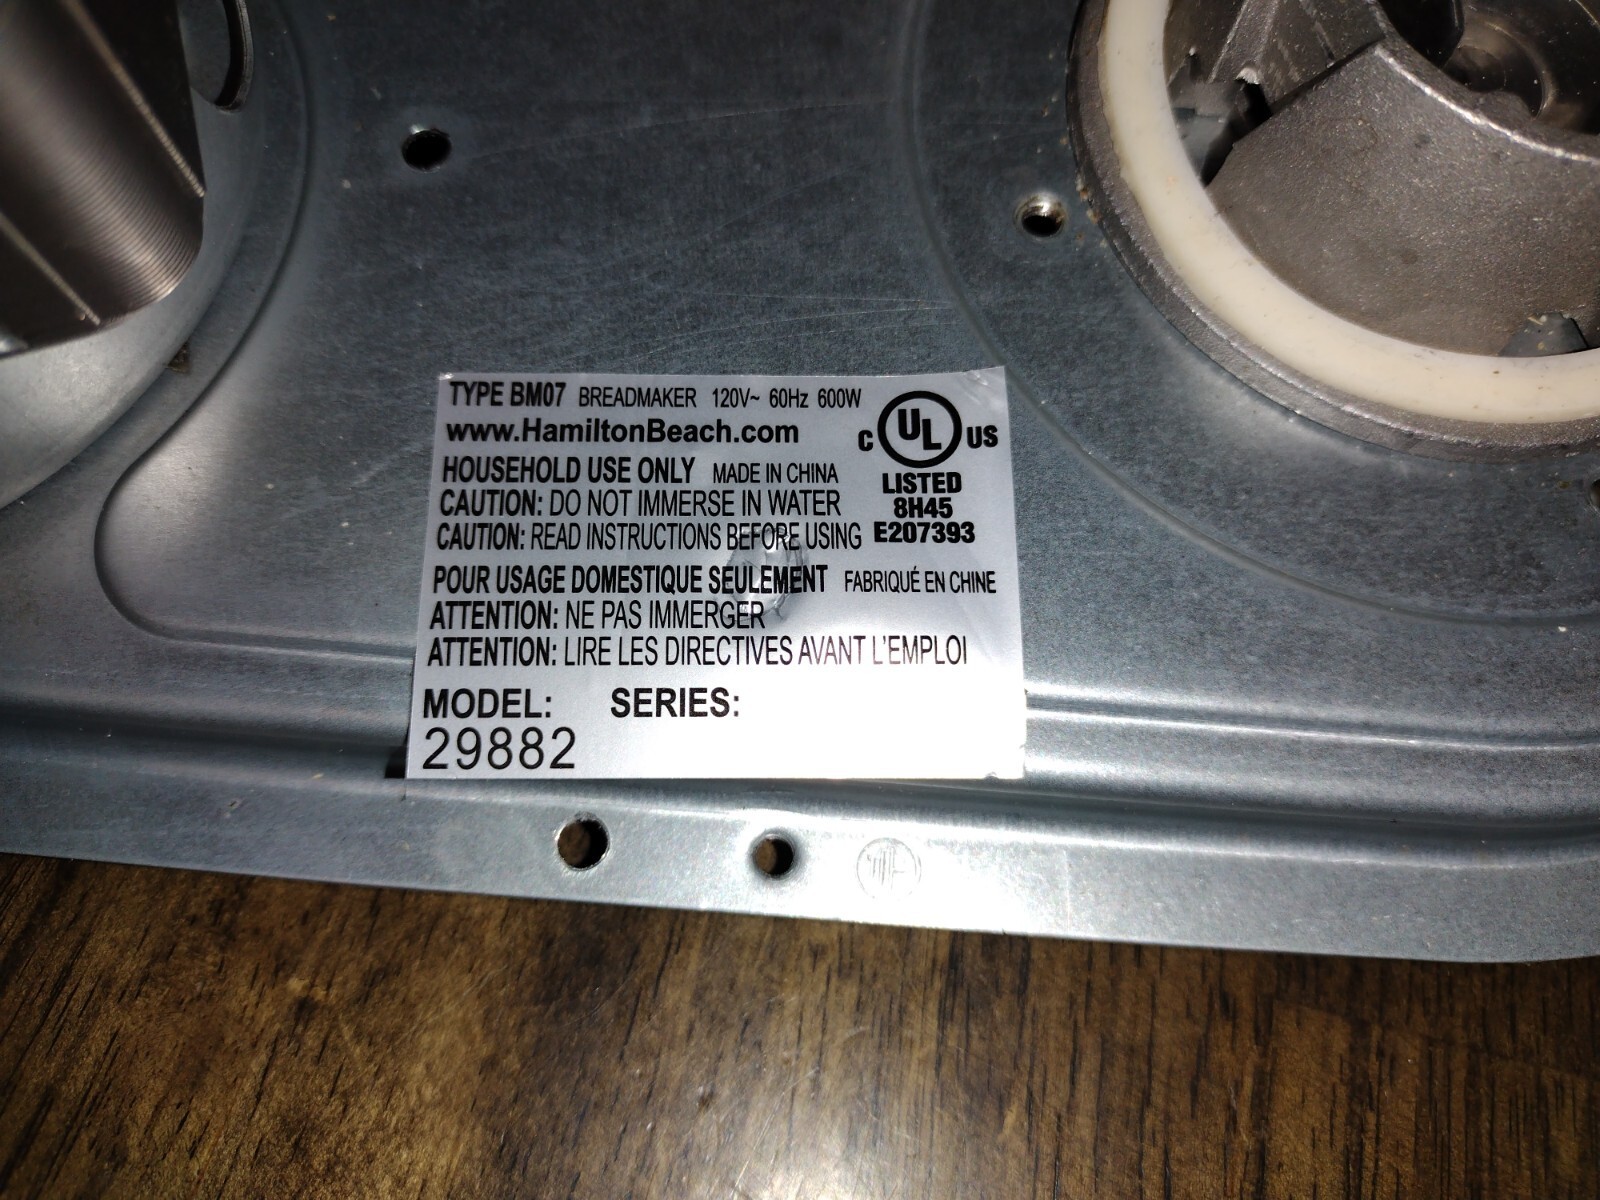 TYPE BM07 BREADMAKER 120V~ 60Hz 600W
www.HamiltonBeach.com
C UL US
HOUSEHOLD USE ONLY MADE IN CHINA
LISTED
CAUTION: DO NOT IMMERSE IN WATER
8H45
CAUTION: READ INSTRUCTIONS BEFORE USING
E207393
POUR USAGE DOMESTIQUE SEULEMENT FABRIQUÉ EN CHINE
ATTENTION: NE PAS IMMERGER
ATTENTION: LIRE LES DIRECTIVES AVANT L'EMPLOI
MODEL: SERIES:
29882